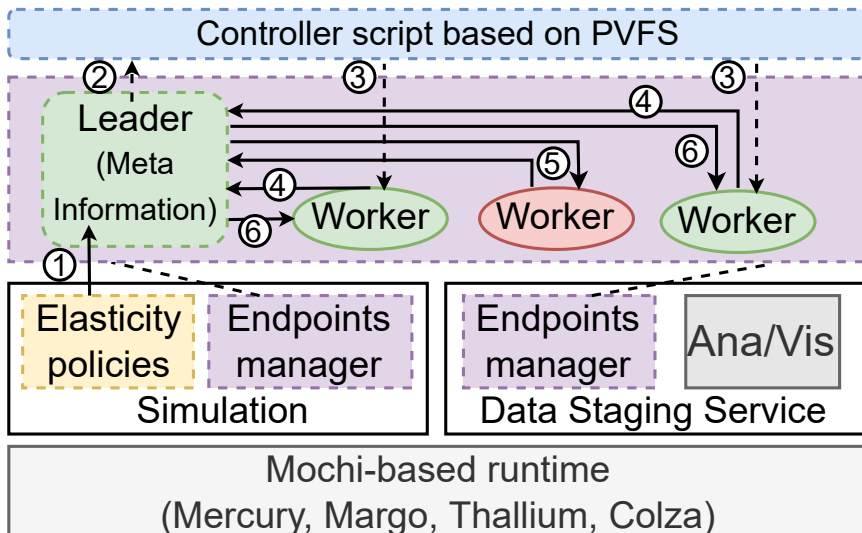 Controller script based on PVFS
② ③ ③
Leader
(Meta
Information)
④
④
⑤
⑥
⑥
Worker
Worker
Worker
①
Elasticity
policies
Endpoints
manager
Simulation
Endpoints
manager
Ana/Vis
Data Staging Service
Mochi-based runtime
(Mercury, Margo, Thallium, Colza)